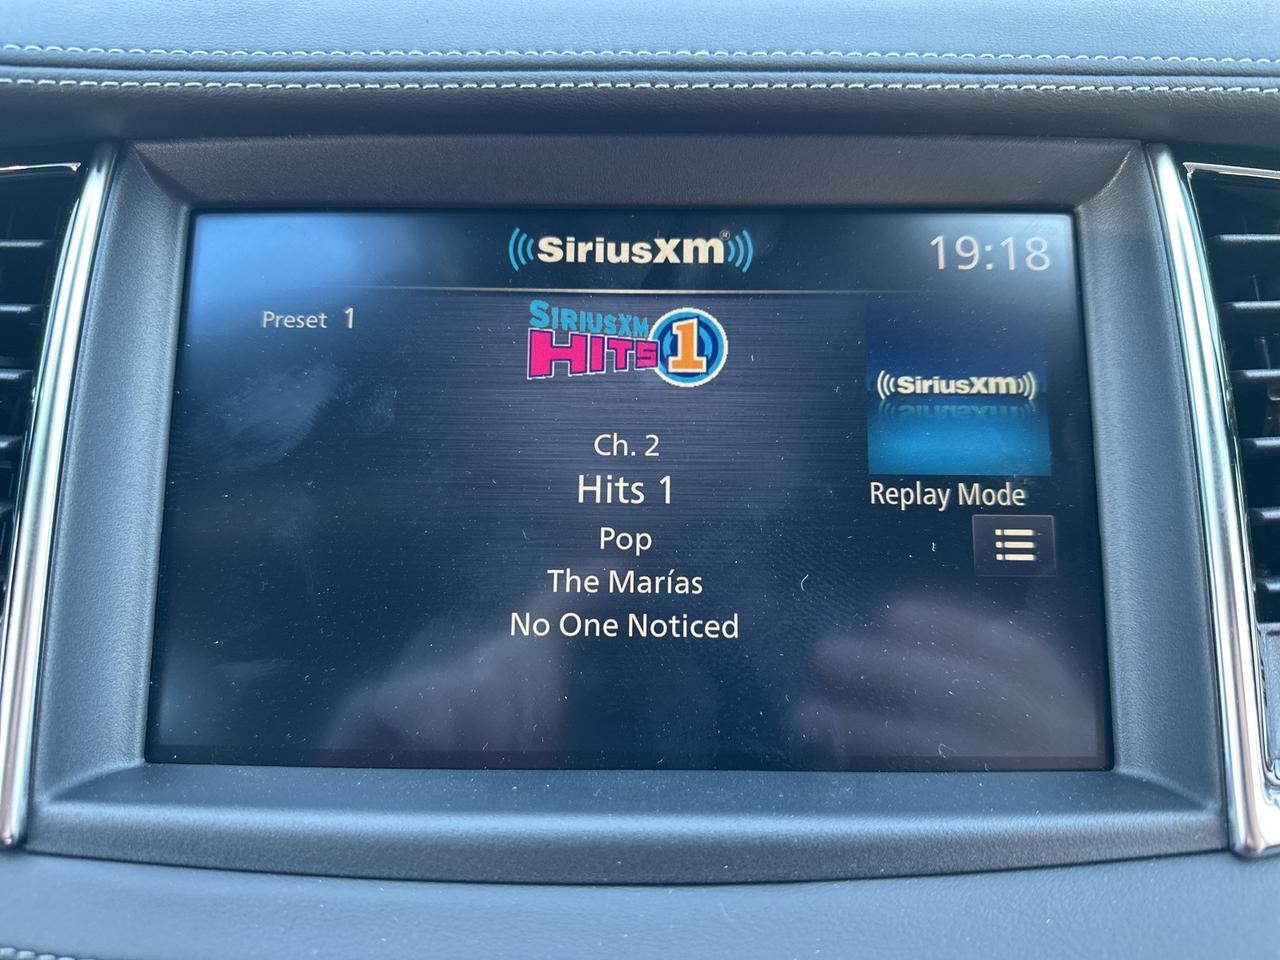 SiriusXM®
19:18
Preset 1
SIRIUSXM
HITS 1
SiriusXM
Ch. 2
Hits 1
Replay Mode
Pop
The Marías
No One Noticed